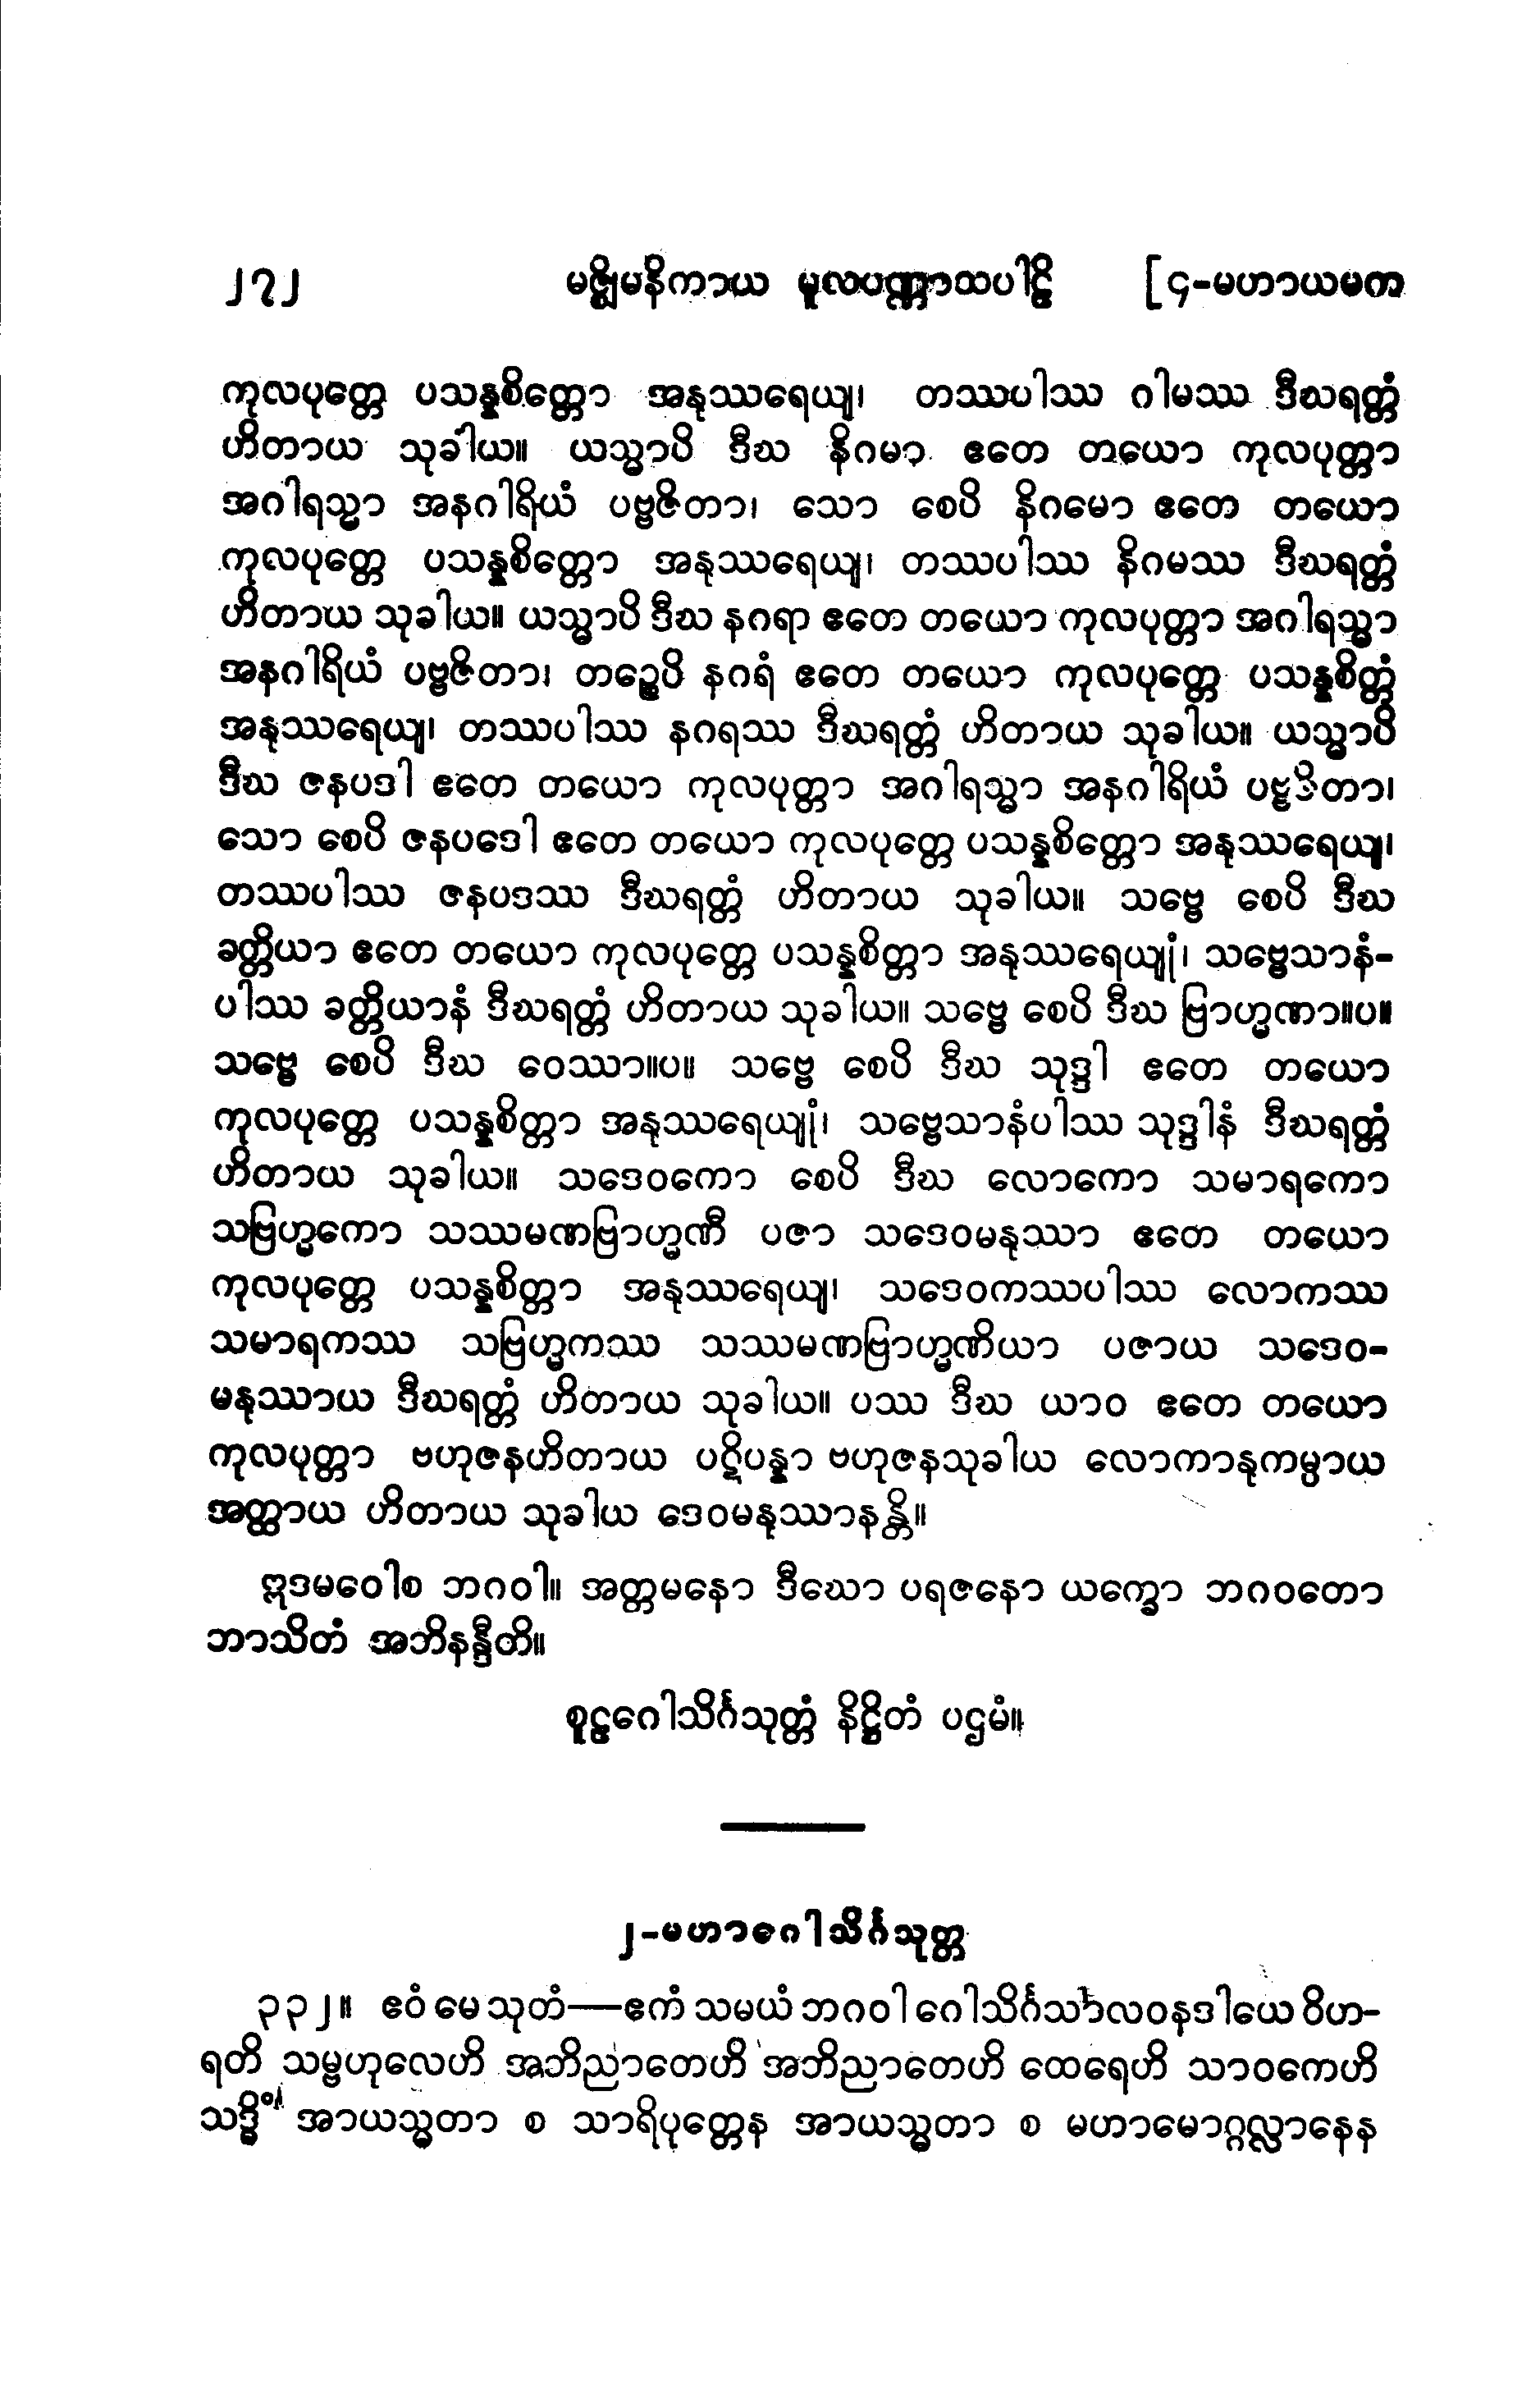 ၂၇၂ မဇ္ဈိမနိကာယ မူလပဏ္ဏာသပါဠိ [၄-မဟာယမက
ကုလပုတ္တေ ပသန္နစိတ္တော အနုဿရေယျ၊ တဿပါဿ ဂါမဿ ဒီဃရတ္တံ
ဟိတာယ သုခါယ။ ယသ္မာပိ ဒီဃ နိဂမာ ဧတေ တယော ကုလပုတ္တာ
အဂါရသ္မာ အနဂါရိယံ ပဗ္ဗဇိတာ၊ သော စေပိ နိဂမော ဧတေ တယော
ကုလပုတ္တေ ပသန္နစိတ္တော အနုဿရေယျ၊ တဿပါဿ နိဂမဿ ဒီဃရတ္တံ
ဟိတာယ သုခါယ။ ယသ္မာပိ ဒီဃ နဂရာ ဧတေ တယော ကုလပုတ္တာ အဂါရသ္မာ
အနဂါရိယံ ပဗ္ဗဇိတာ၊ တဉ္စေပိ နဂရံ ဧတေ တယော ကုလပုတ္တေ ပသန္နစိတ္တံ
အနုဿရေယျ၊ တဿပါဿ နဂရဿ ဒီဃရတ္တံ ဟိတာယ သုခါယ။ ယသ္မာပိ
ဒီဃ ဇနပဒါ ဧတေ တယော ကုလပုတ္တာ အဂါရသ္မာ အနဂါရိယံ ပဗ္ဗဇိတာ၊
သော စေပိ ဇနပဒေါ ဧတေ တယော ကုလပုတ္တေ ပသန္နစိတ္တော အနုဿရေယျ၊
တဿပါဿ ဇနပဒဿ ဒီဃရတ္တံ ဟိတာယ သုခါယ။ သဗ္ဗေ စေပိ ဒီဃ
ခတ္တိယာ ဧတေ တယော ကုလပုတ္တေ ပသန္နစိတ္တာ အနုဿရေယျုံ၊ သဗ္ဗေသာနံ-
ပါဿ ခတ္တိယာနံ ဒီဃရတ္တံ ဟိတာယ သုခါယ။ သဗ္ဗေ စေပိ ဒီဃ ဗြာဟ္မဏာ။ပ။
သဗ္ဗေ စေပိ ဒီဃ ဝေဿာ။ပ။ သဗ္ဗေ စေပိ ဒီဃ သုဒ္ဒါ ဧတေ တယော
ကုလပုတ္တေ ပသန္နစိတ္တာ အနုဿရေယျုံ၊ သဗ္ဗေသာနံပါဿ သုဒ္ဒါနံ ဒီဃရတ္တံ
ဟိတာယ သုခါယ။ သဒေဝကော စေပိ ဒီဃ လောကော သမာရကော
သဗြဟ္မကော သဿမဏဗြာဟ္မဏီ ပဇာ သဒေဝမနုဿာ ဧတေ တယော
ကုလပုတ္တေ ပသန္နစိတ္တာ အနုဿရေယျ၊ သဒေဝကဿပါဿ လောကဿ
သမာရကဿ သဗြဟ္မကဿ သဿမဏဗြာဟ္မဏိယာ ပဇာယ သဒေဝ-
မနုဿာယ ဒီဃရတ္တံ ဟိတာယ သုခါယ။ ပဿ ဒီဃ ယာဝ ဧတေ တယော
ကုလပုတ္တာ ဗဟုဇနဟိတာယ ပဋိပန္နာ ဗဟုဇနသုခါယ လောကာနုကမ္ပာယ
အတ္ထာယ ဟိတာယ သုခါယ ဒေဝမနုဿာနန္တိ။
ဣဒမဝေါစ ဘဂဝါ။ အတ္တမနော ဒီဃော ပရဇနော ယက္ခော ဘဂဝတော
ဘာသိတံ အဘိနန္ဒီတိ။
စူဠဂေါသိင်္ဂသုတ္တံ နိဋ္ဌိတံ ပဌမံ။
၂-မဟာဂေါသိင်္ဂသုတ္တ
၃၃၂။ ဧဝံ မေ သုတံ—ဧကံ သမယံ ဘဂဝါ ဂေါသိင်္ဂသာလဝနဒါယေ ဝိဟ-
ရတိ သမ္ဗဟုလေဟိ အဘိညာတေဟိ အဘိညာတေဟိ ထေရေဟိ သာဝကေဟိ
သဒ္ဓိံ အာယသ္မတာ စ သာရိပုတ္တေန အာယသ္မတာ စ မဟာမောဂ္ဂလ္လာနေန